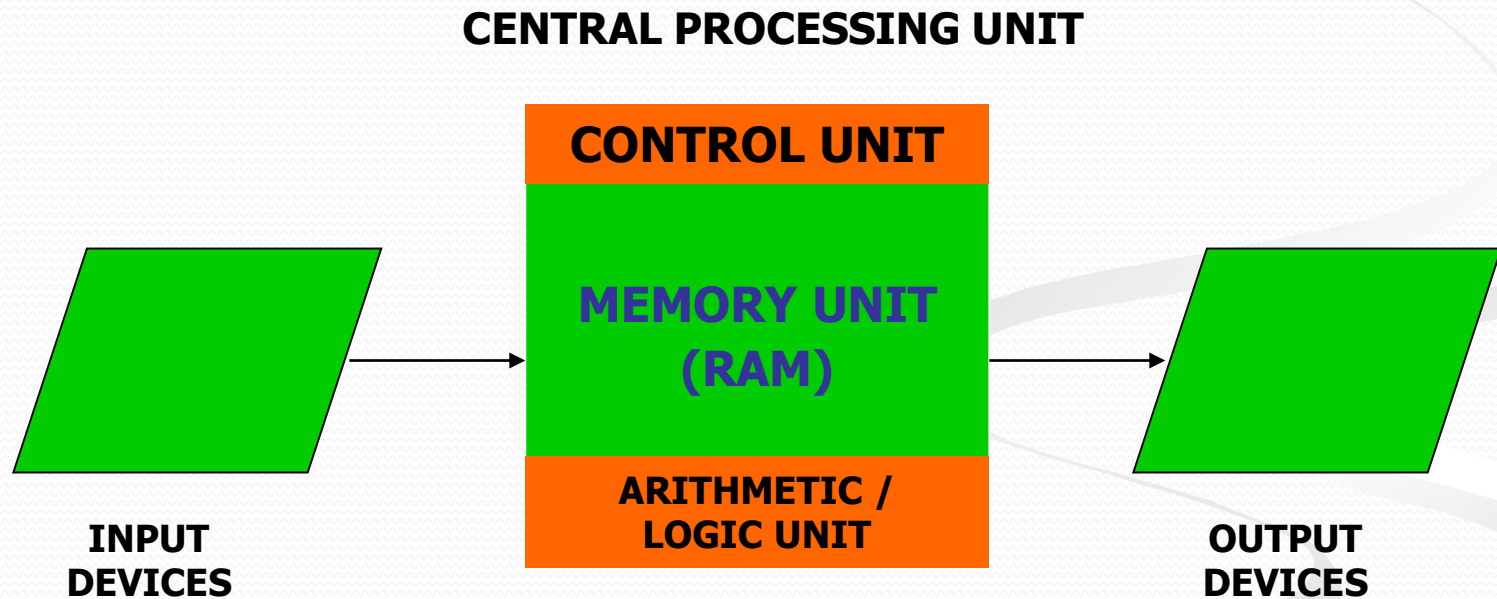 CENTRAL PROCESSING UNIT
CONTROL UNIT
MEMORY UNIT
(RAM)
ARITHMETIC /
LOGIC UNIT
INPUT
DEVICES
OUTPUT
DEVICES